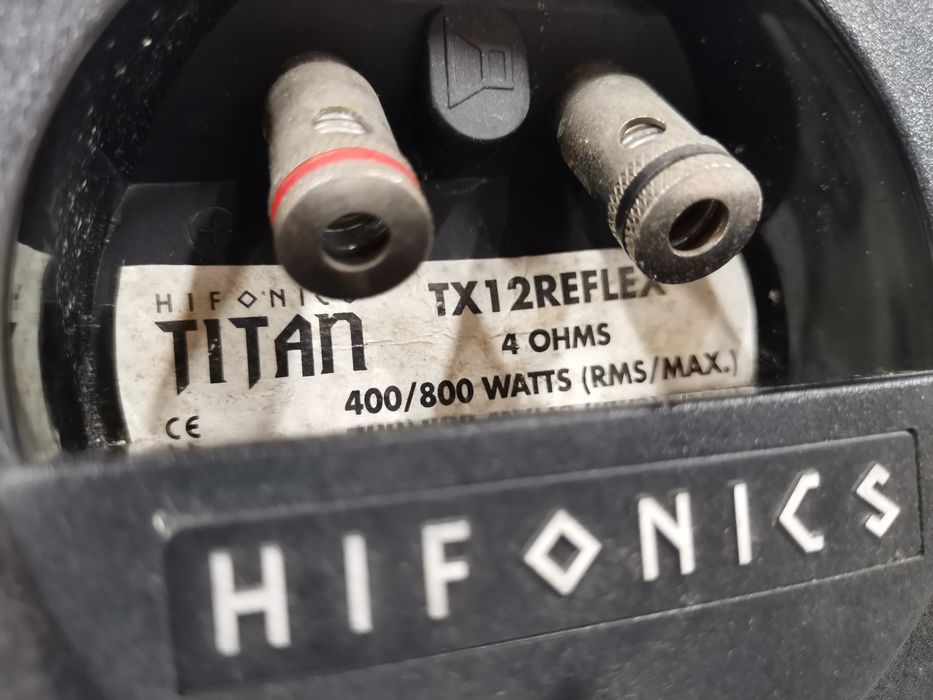 HIFONICS
TITAN
TX12REFLEX
4 OHMS
400/800 WATTS (RMS/MAX.)
CE
HIFONICS